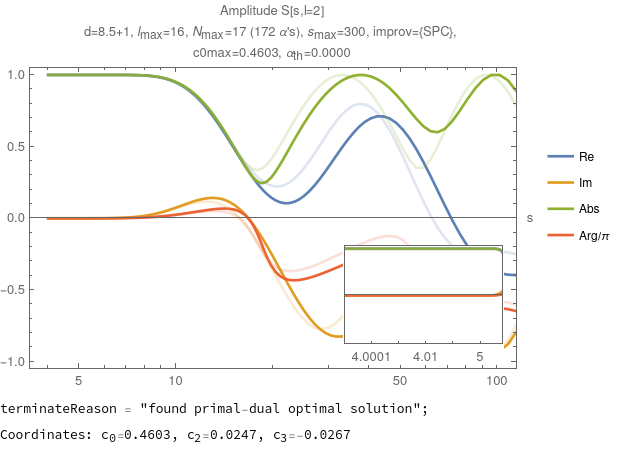 Amplitude S[s,l=2]
d=8.5+1, lmax=16, Nmax=17 (172 α's), smax=300, improv={SPC},
c0max=0.4603, αth=0.0000
1.0
0.5
0.0
-0.5
-1.0
s
4.0001 4.01 5
5 10 50 100
Re
Im
Abs
Arg/π
terminateReason = "found primal-dual optimal solution";
Coordinates: c0=0.4603, c2=0.0247, c3=-0.0267